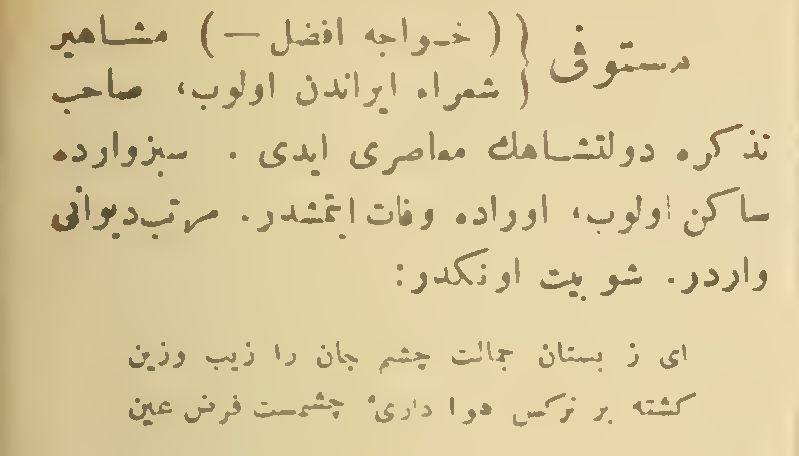 دستوفی { ( خواجه افضل — ) مشاهیر
{ شعراء ایراندن اولوب، صاحب
تذکره دولتشاهك معاصری ایدی . سبزوارده
ساکن اولوب، اوراده وفات ایتمشدر. مرتب دیوانی
واردر. شو بیت اونکدر:
ای ز بستان جمالت چشم جان را زیب وزین
کشته بر نرکس هوا داریٔ چشمت فرض عین